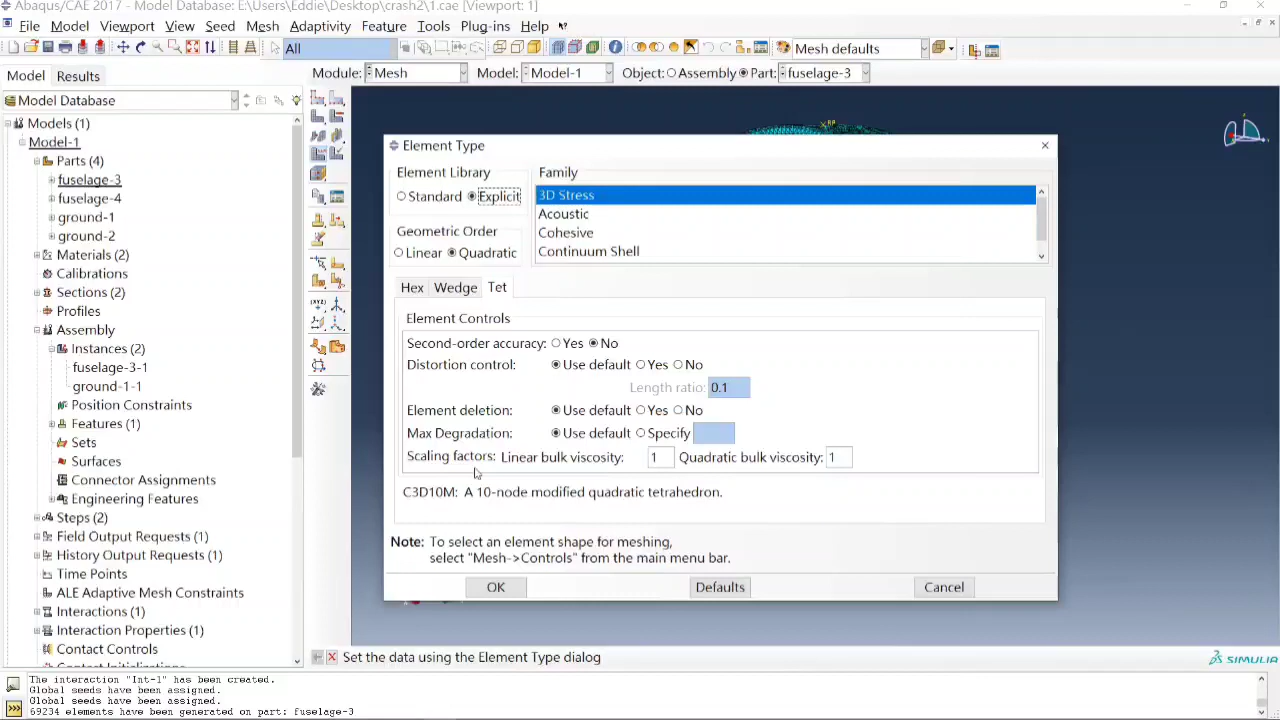 Abaqus/CAE 2017 - Model Database: E:\Users\Eddie\Desktop\crash2\1.cae [Viewport: 1]
File Model Viewport View Seed Mesh Adaptivity Feature Tools Plug-ins Help
All
Mesh defaults
Model Results
Module: Mesh Model: Model-1 Object: Assembly Part: fuselage-3
Model Database
Models (1)
Model-1
Parts (4)
fuselage-3
fuselage-4
ground-1
ground-2
Materials (2)
Calibrations
Sections (2)
Profiles
Assembly
Instances (2)
fuselage-3-1
ground-1-1
Position Constraints
Features (1)
Sets
Surfaces
Connector Assignments
Engineering Features
Steps (2)
Field Output Requests (1)
History Output Requests (1)
Time Points
ALE Adaptive Mesh Constraints
Interactions (1)
Interaction Properties (1)
Contact Controls
Contact Initializations
(XYZ)
RP
Element Type
Element Library
Standard Explicit
Geometric Order
Linear Quadratic
Family
3D Stress
Acoustic
Cohesive
Continuum Shell
Hex Wedge Tet
Element Controls
Second-order accuracy: Yes No
Distortion control: Use default Yes No
Length ratio: 0.1
Element deletion: Use default Yes No
Max Degradation: Use default Specify
Scaling factors: Linear bulk viscosity: 1 Quadratic bulk viscosity: 1
C3D10M: A 10-node modified quadratic tetrahedron.
Note: To select an element shape for meshing,
select "Mesh->Controls" from the main menu bar.
OK Defaults Cancel
Set the data using the Element Type dialog
SIMULIA
The interaction "Int-1" has been created.
Global seeds have been assigned.
Global seeds have been assigned.
69234 elements have been generated on part: fuselage-3